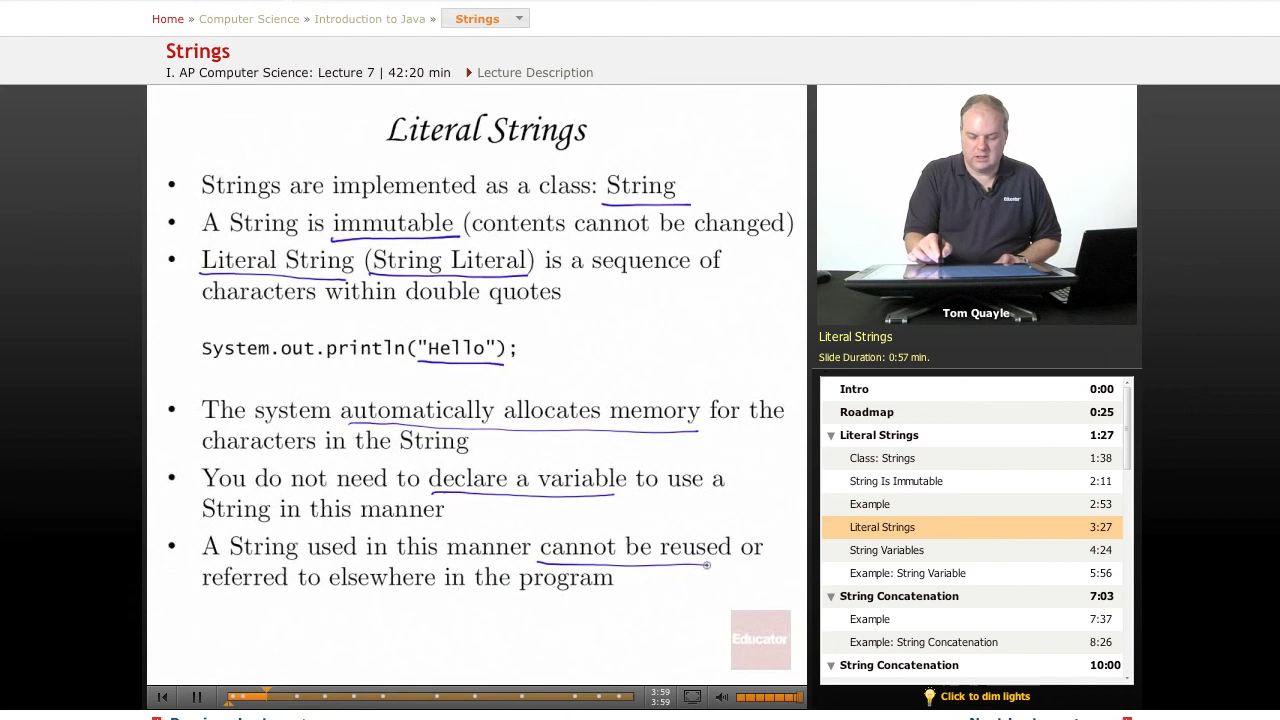 Home » Computer Science » Introduction to Java » Strings
Strings
I. AP Computer Science: Lecture 7 | 42:20 min Lecture Description
Literal Strings
• Strings are implemented as a class: String
• A String is immutable (contents cannot be changed)
• Literal String (String Literal) is a sequence of
characters within double quotes
System.out.println("Hello");
• The system automatically allocates memory for the
characters in the String
• You do not need to declare a variable to use a
String in this manner
• A String used in this manner cannot be reused or
referred to elsewhere in the program
Educator
3:59
3:59
Educator
Tom Quayle
Literal Strings
Slide Duration: 0:57 min.
Intro 0:00
Roadmap 0:25
Literal Strings 1:27
Class: Strings 1:38
String Is Immutable 2:11
Example 2:53
Literal Strings 3:27
String Variables 4:24
Example: String Variable 5:56
String Concatenation 7:03
Example 7:37
Example: String Concatenation 8:26
String Concatenation 10:00
Click to dim lights